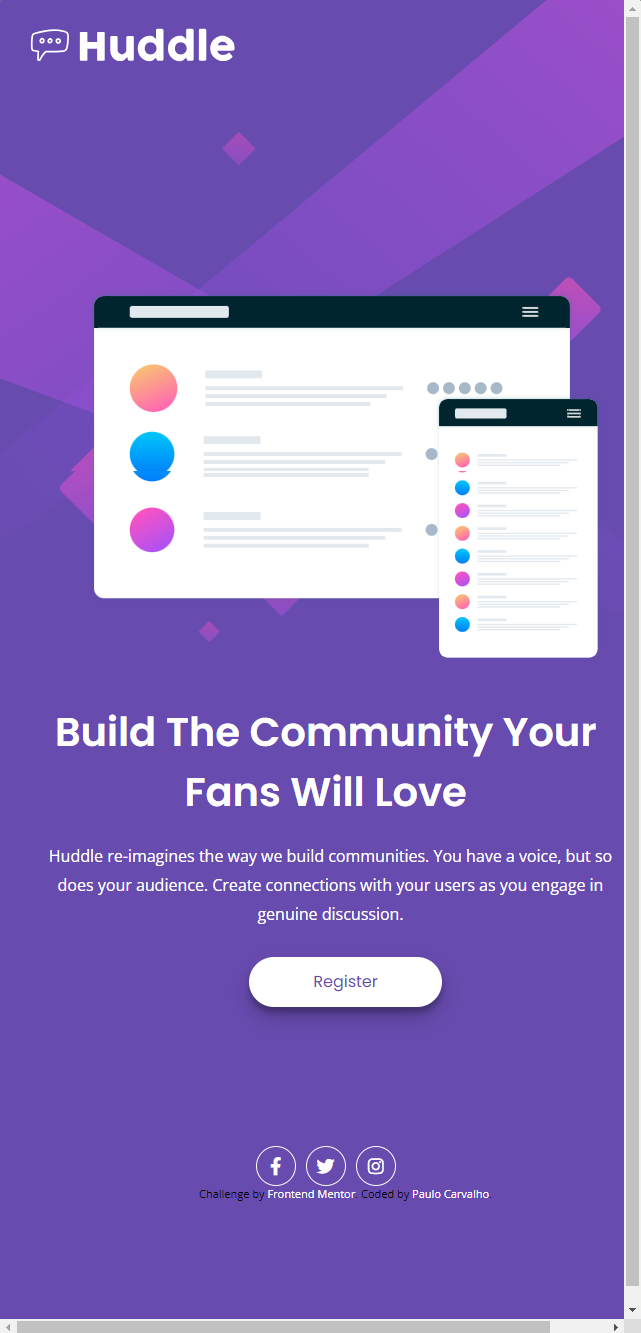 Huddle
Build The Community Your
Fans Will Love
Huddle re-imagines the way we build communities. You have a voice, but so
does your audience. Create connections with your users as you engage in
genuine discussion.
Register
Challenge by Frontend Mentor. Coded by Paulo Carvalho.